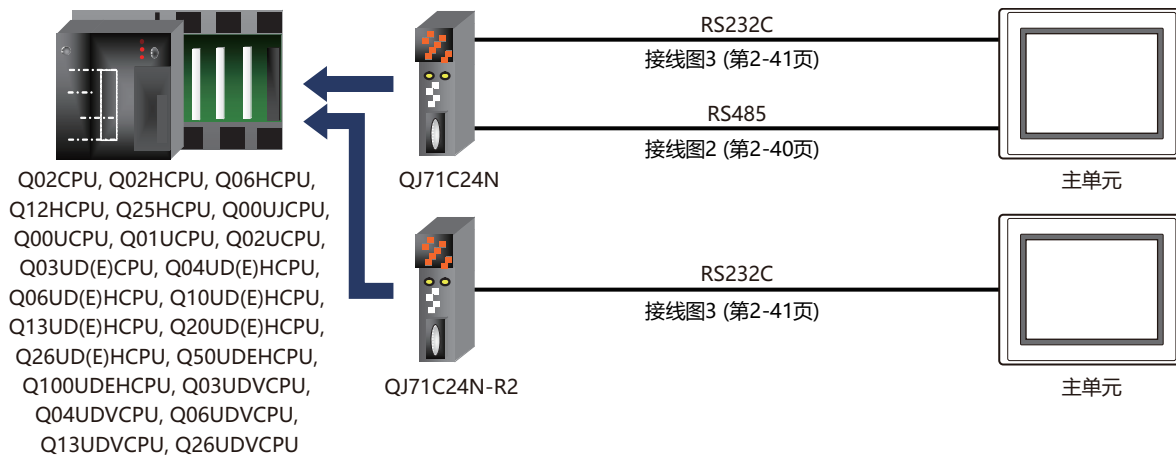 RS232C
接线图3 (第2-41页)
RS485
接线图2 (第2-40页)
QJ71C24N
主单元
Q02CPU, Q02HCPU, Q06HCPU,
Q12HCPU, Q25HCPU, Q00UJCPU,
Q00UCPU, Q01UCPU, Q02UCPU,
Q03UD(E)CPU, Q04UD(E)HCPU,
Q06UD(E)HCPU, Q10UD(E)HCPU,
Q13UD(E)HCPU, Q20UD(E)HCPU,
Q26UD(E)HCPU, Q50UDEHCPU,
Q100UDEHCPU, Q03UDVCPU,
Q04UDVCPU, Q06UDVCPU,
Q13UDVCPU, Q26UDVCPU
RS232C
接线图3 (第2-41页)
QJ71C24N-R2
主单元